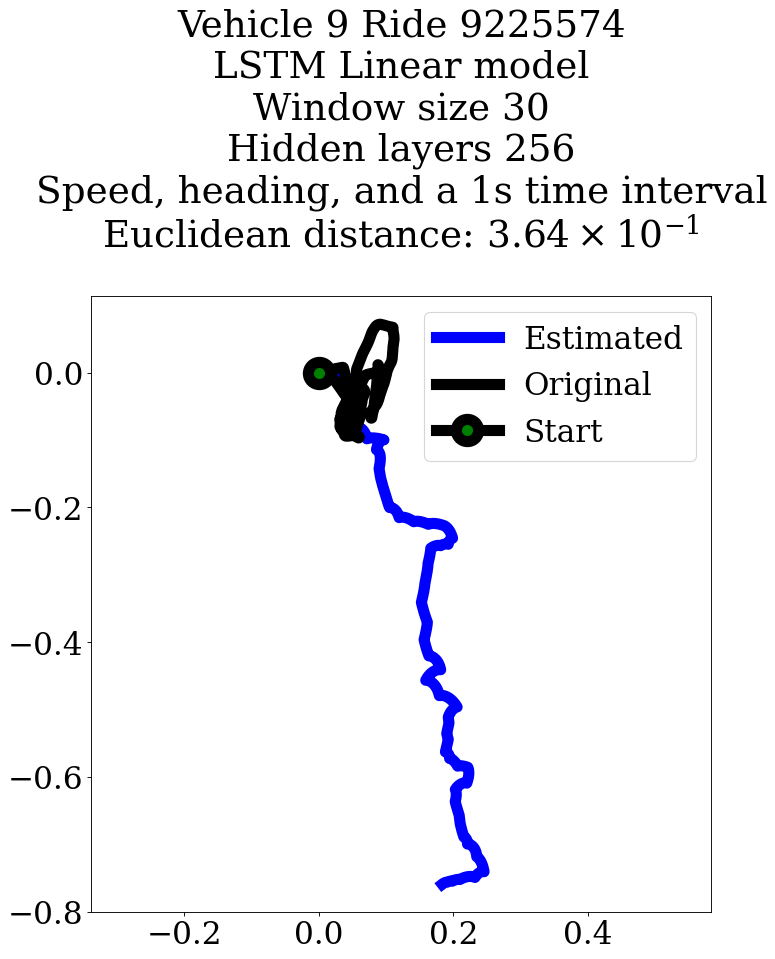 Vehicle 9 Ride 9225574
LSTM Linear model
Window size 30
Hidden layers 256
Speed, heading, and a 1s time interval
Euclidean distance: 3.64 × 10⁻¹
Estimated
Original
Start
0.0
−0.2
−0.4
−0.6
−0.8
−0.2 0.0 0.2 0.4